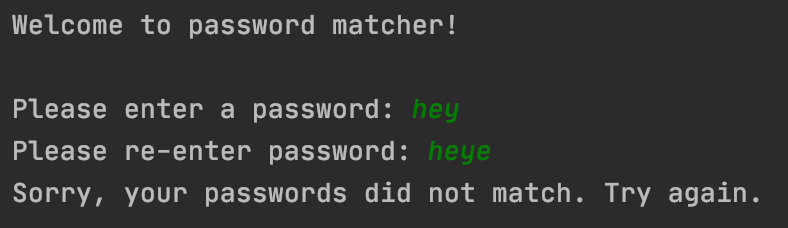 Welcome to password matcher!
Please enter a password: hey
Please re-enter password: heye
Sorry, your passwords did not match. Try again.